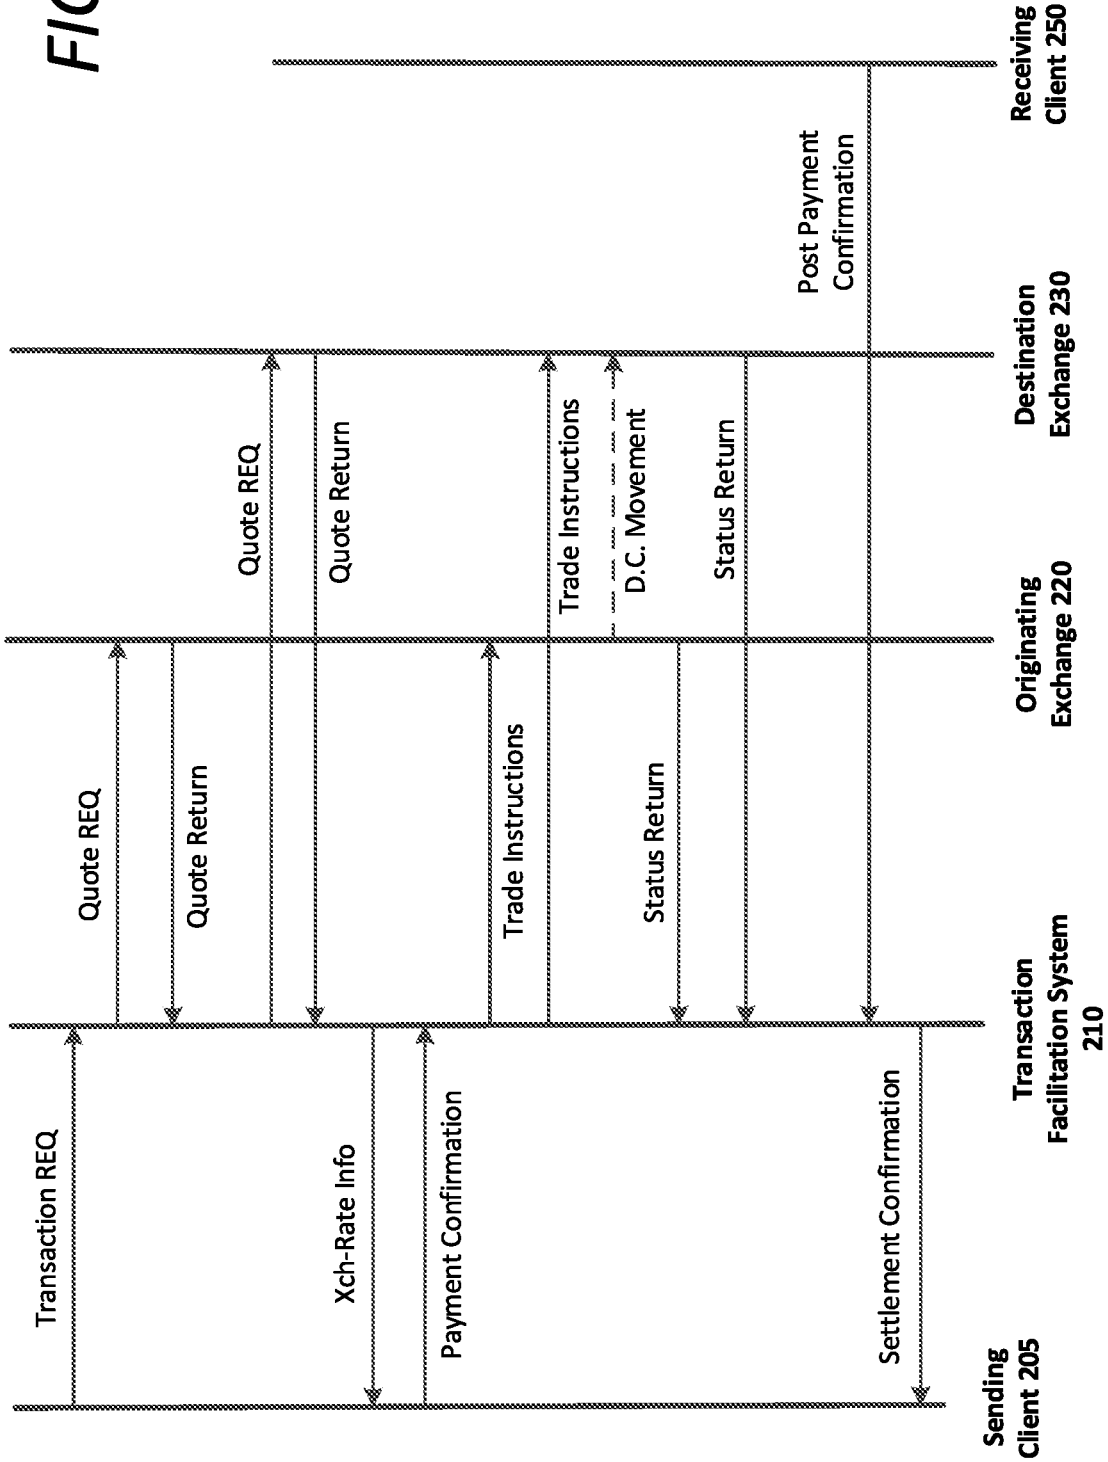 FIG
Transaction REQ
Quote REQ
Quote Return
Quote REQ
Quote Return
Xch-Rate Info
Payment Confirmation
Trade Instructions
Trade Instructions
D.C. Movement
Status Return
Status Return
Post Payment
Confirmation
Settlement Confirmation
Sending
Client 205
Transaction
Facilitation System
210
Originating
Exchange 220
Destination
Exchange 230
Receiving
Client 250